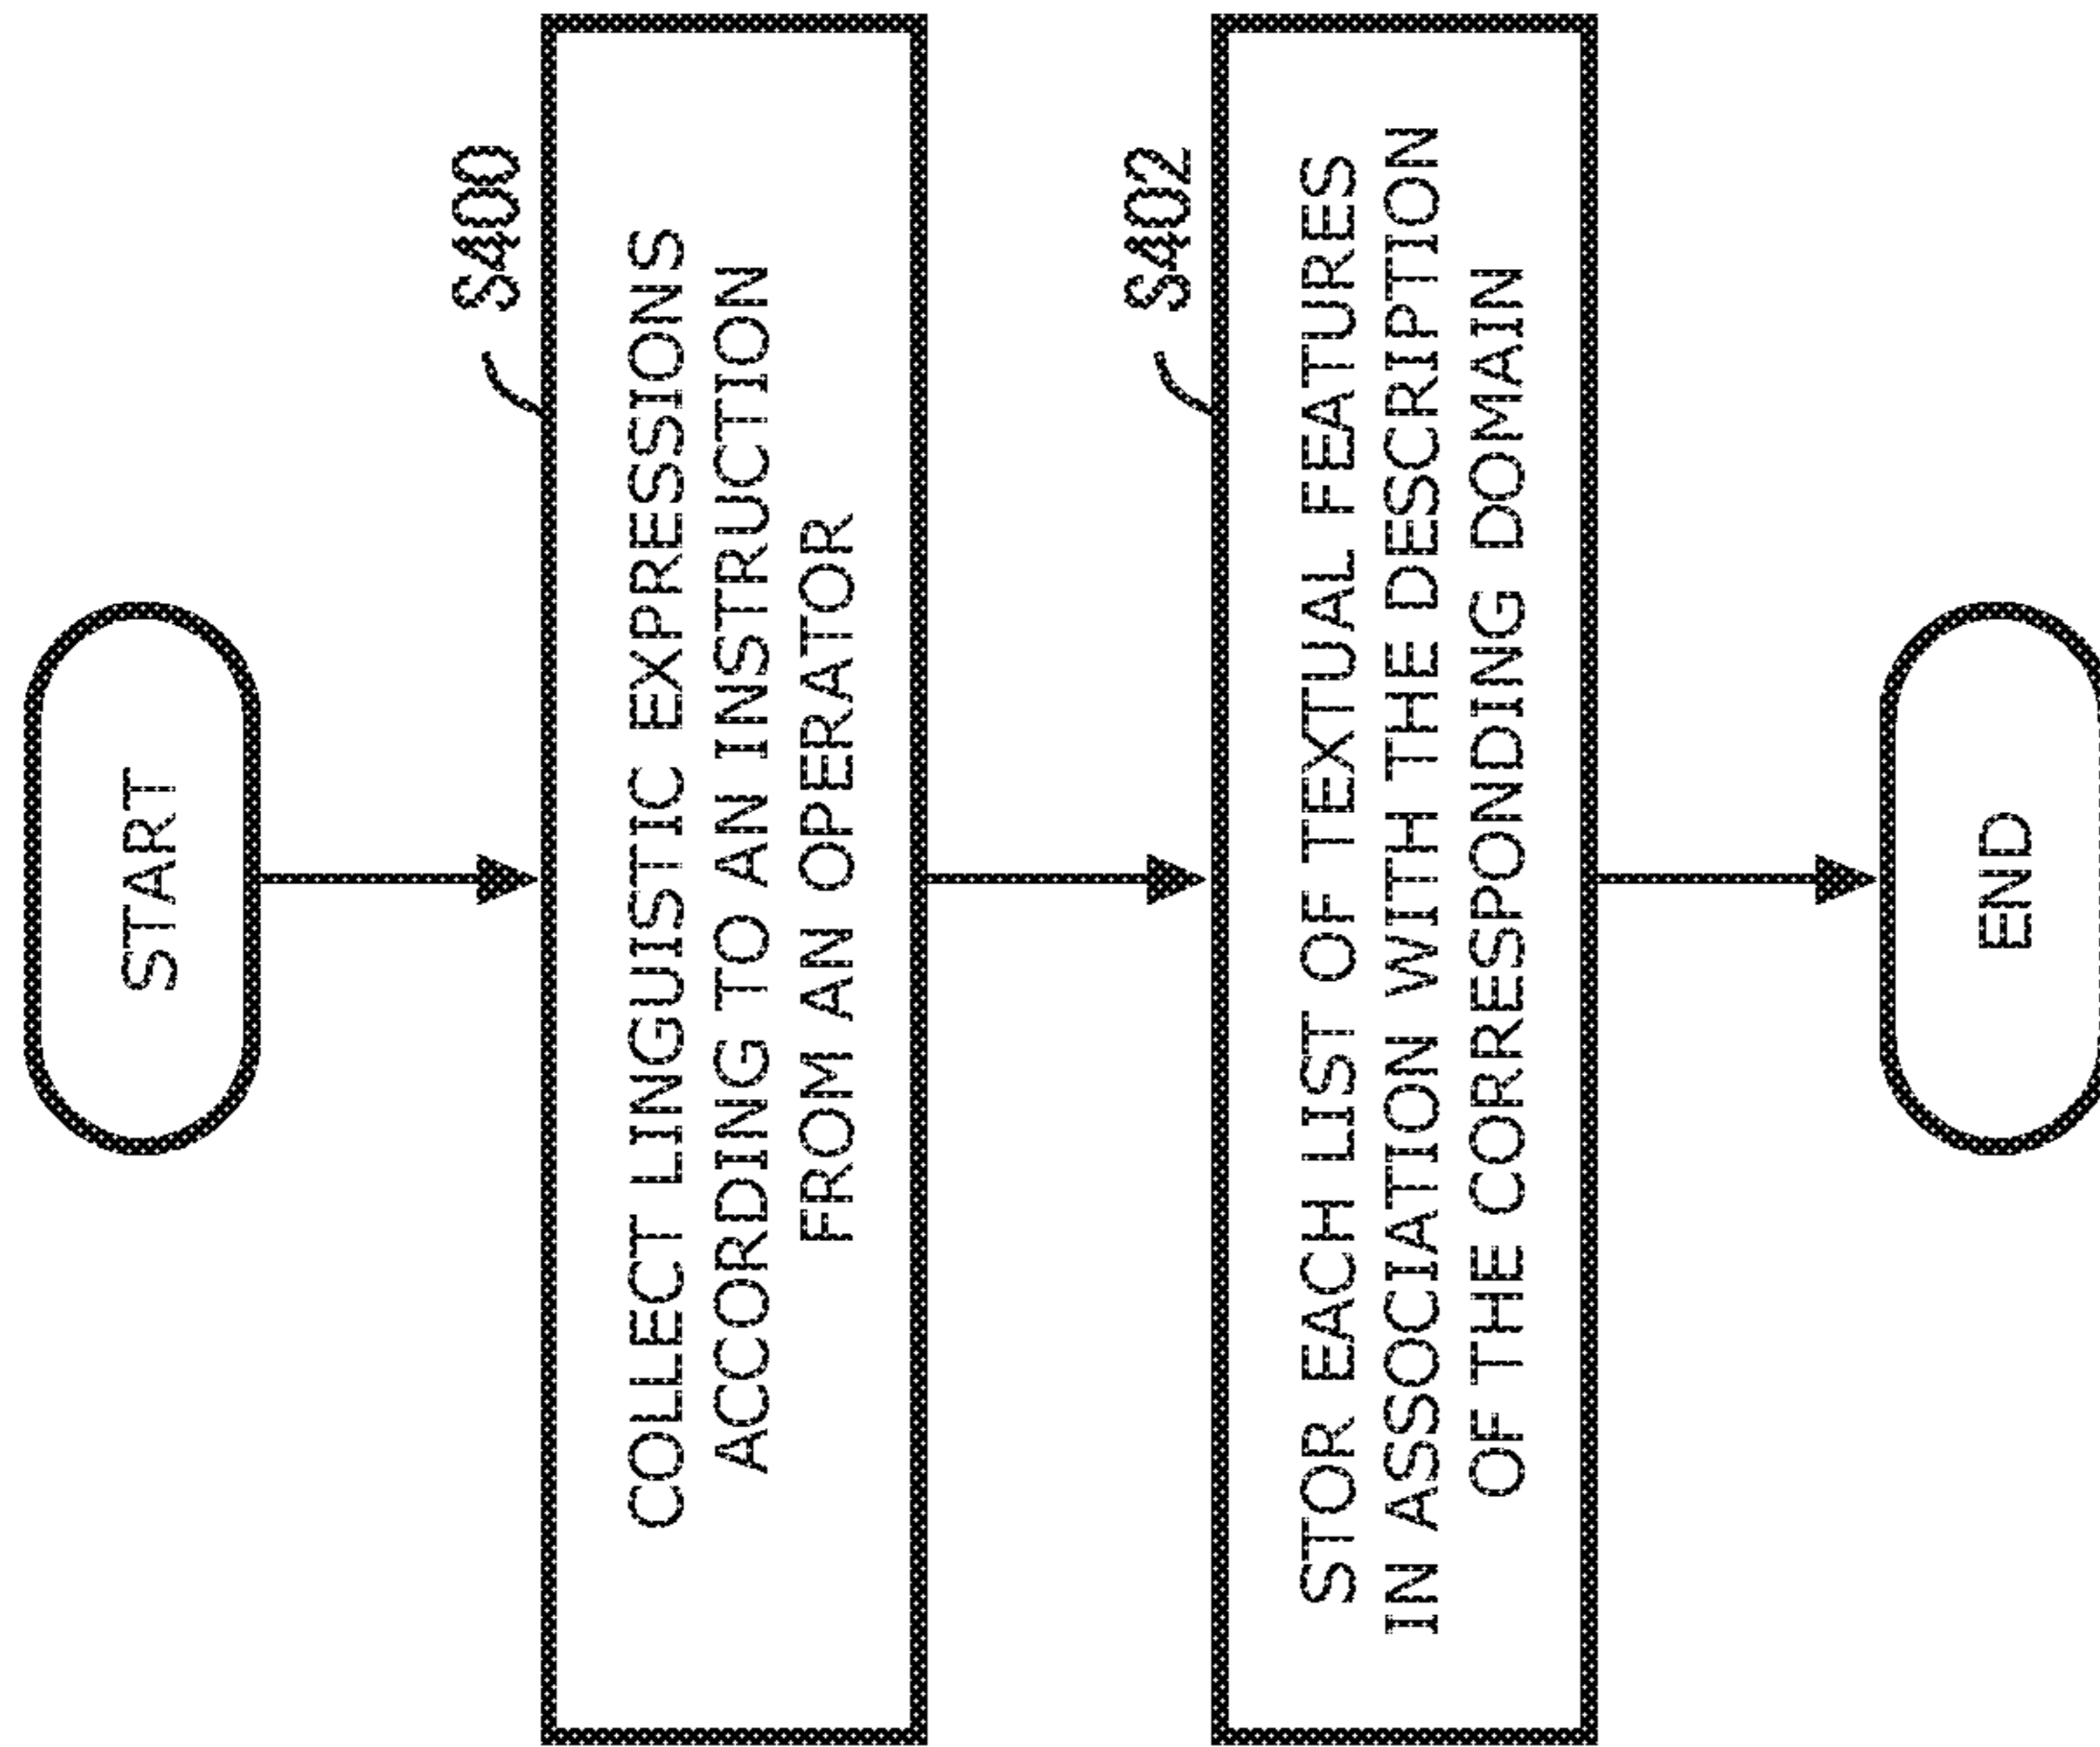 START
S400
COLLECT LINGUISTIC EXPRESSIONS
ACCORDING TO AN INSTRUCTION
FROM AN OPERATOR
S402
STOR EACH LIST OF TEXTUAL FEATURES
IN ASSOCIATION WITH THE DESCRIPTION
OF THE CORRESPONDING DOMAIN
END